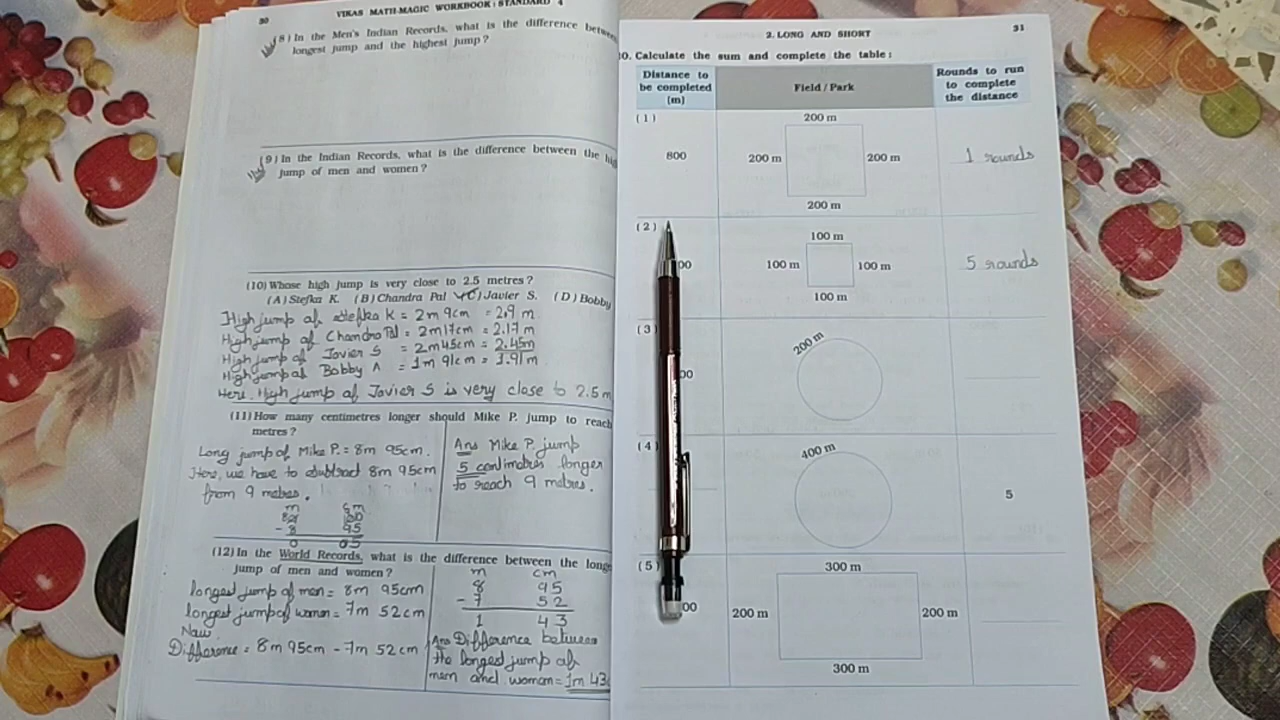 30
VIKAS MATH-MAGIC WORKBOOK : STANDARD 4
(8) In the Men's Indian Records, what is the difference between
longest jump and the highest jump ?
(9) In the Indian Records, what is the difference between the
jump of men and women ?
(10) Whose high jump is very close to 2.5 metres ?
(A) Stefka K. (B) Chandra Pal (C) Javier S. (D) Bobby
High jump of Stefka K = 2m 9cm = 2.9 m
High jump of Chandra Pal = 2m 17cm = 2.17 m
High jump of Javier S = 2m 45cm = 2.45m
High jump of Bobby A = 1m 91cm = 1.91m
Here, High jump of Javier S is very close to 2.5 m
(11) How many centimetres longer should Mike P. jump to reach
metres ?
Long jump of Mike P. = 8m 95cm.
Here, we have to subtract 8m 95cm
from 9 metres.
m cm
- 8 95
0 05
Ans Mike P. jump
5 centimetres longer
to reach 9 metres.
(12) In the World Records, what is the difference between the
jump of men and women ?
longest jump of men = 8m 95cm
longest jump of women = 7m 52cm
Now
Difference = 8m 95cm - 7m 52cm
m cm
8 95
- 7 52
1 43
Ans Difference between
the longest jump of
men and women = 1m 43
2. LONG AND SHORT
31
10. Calculate the sum and complete the table :
Distance to
be completed
(m)
Field / Park
Rounds to run
to complete
the distance
(1)
200 m
800
200 m
200 m
1 rounds
200 m
(2)
100 m
00
100 m
100 m
5 rounds
100 m
(3)
200 m
00
(4)
400 m
5
(5)
300 m
00
200 m
200 m
300 m